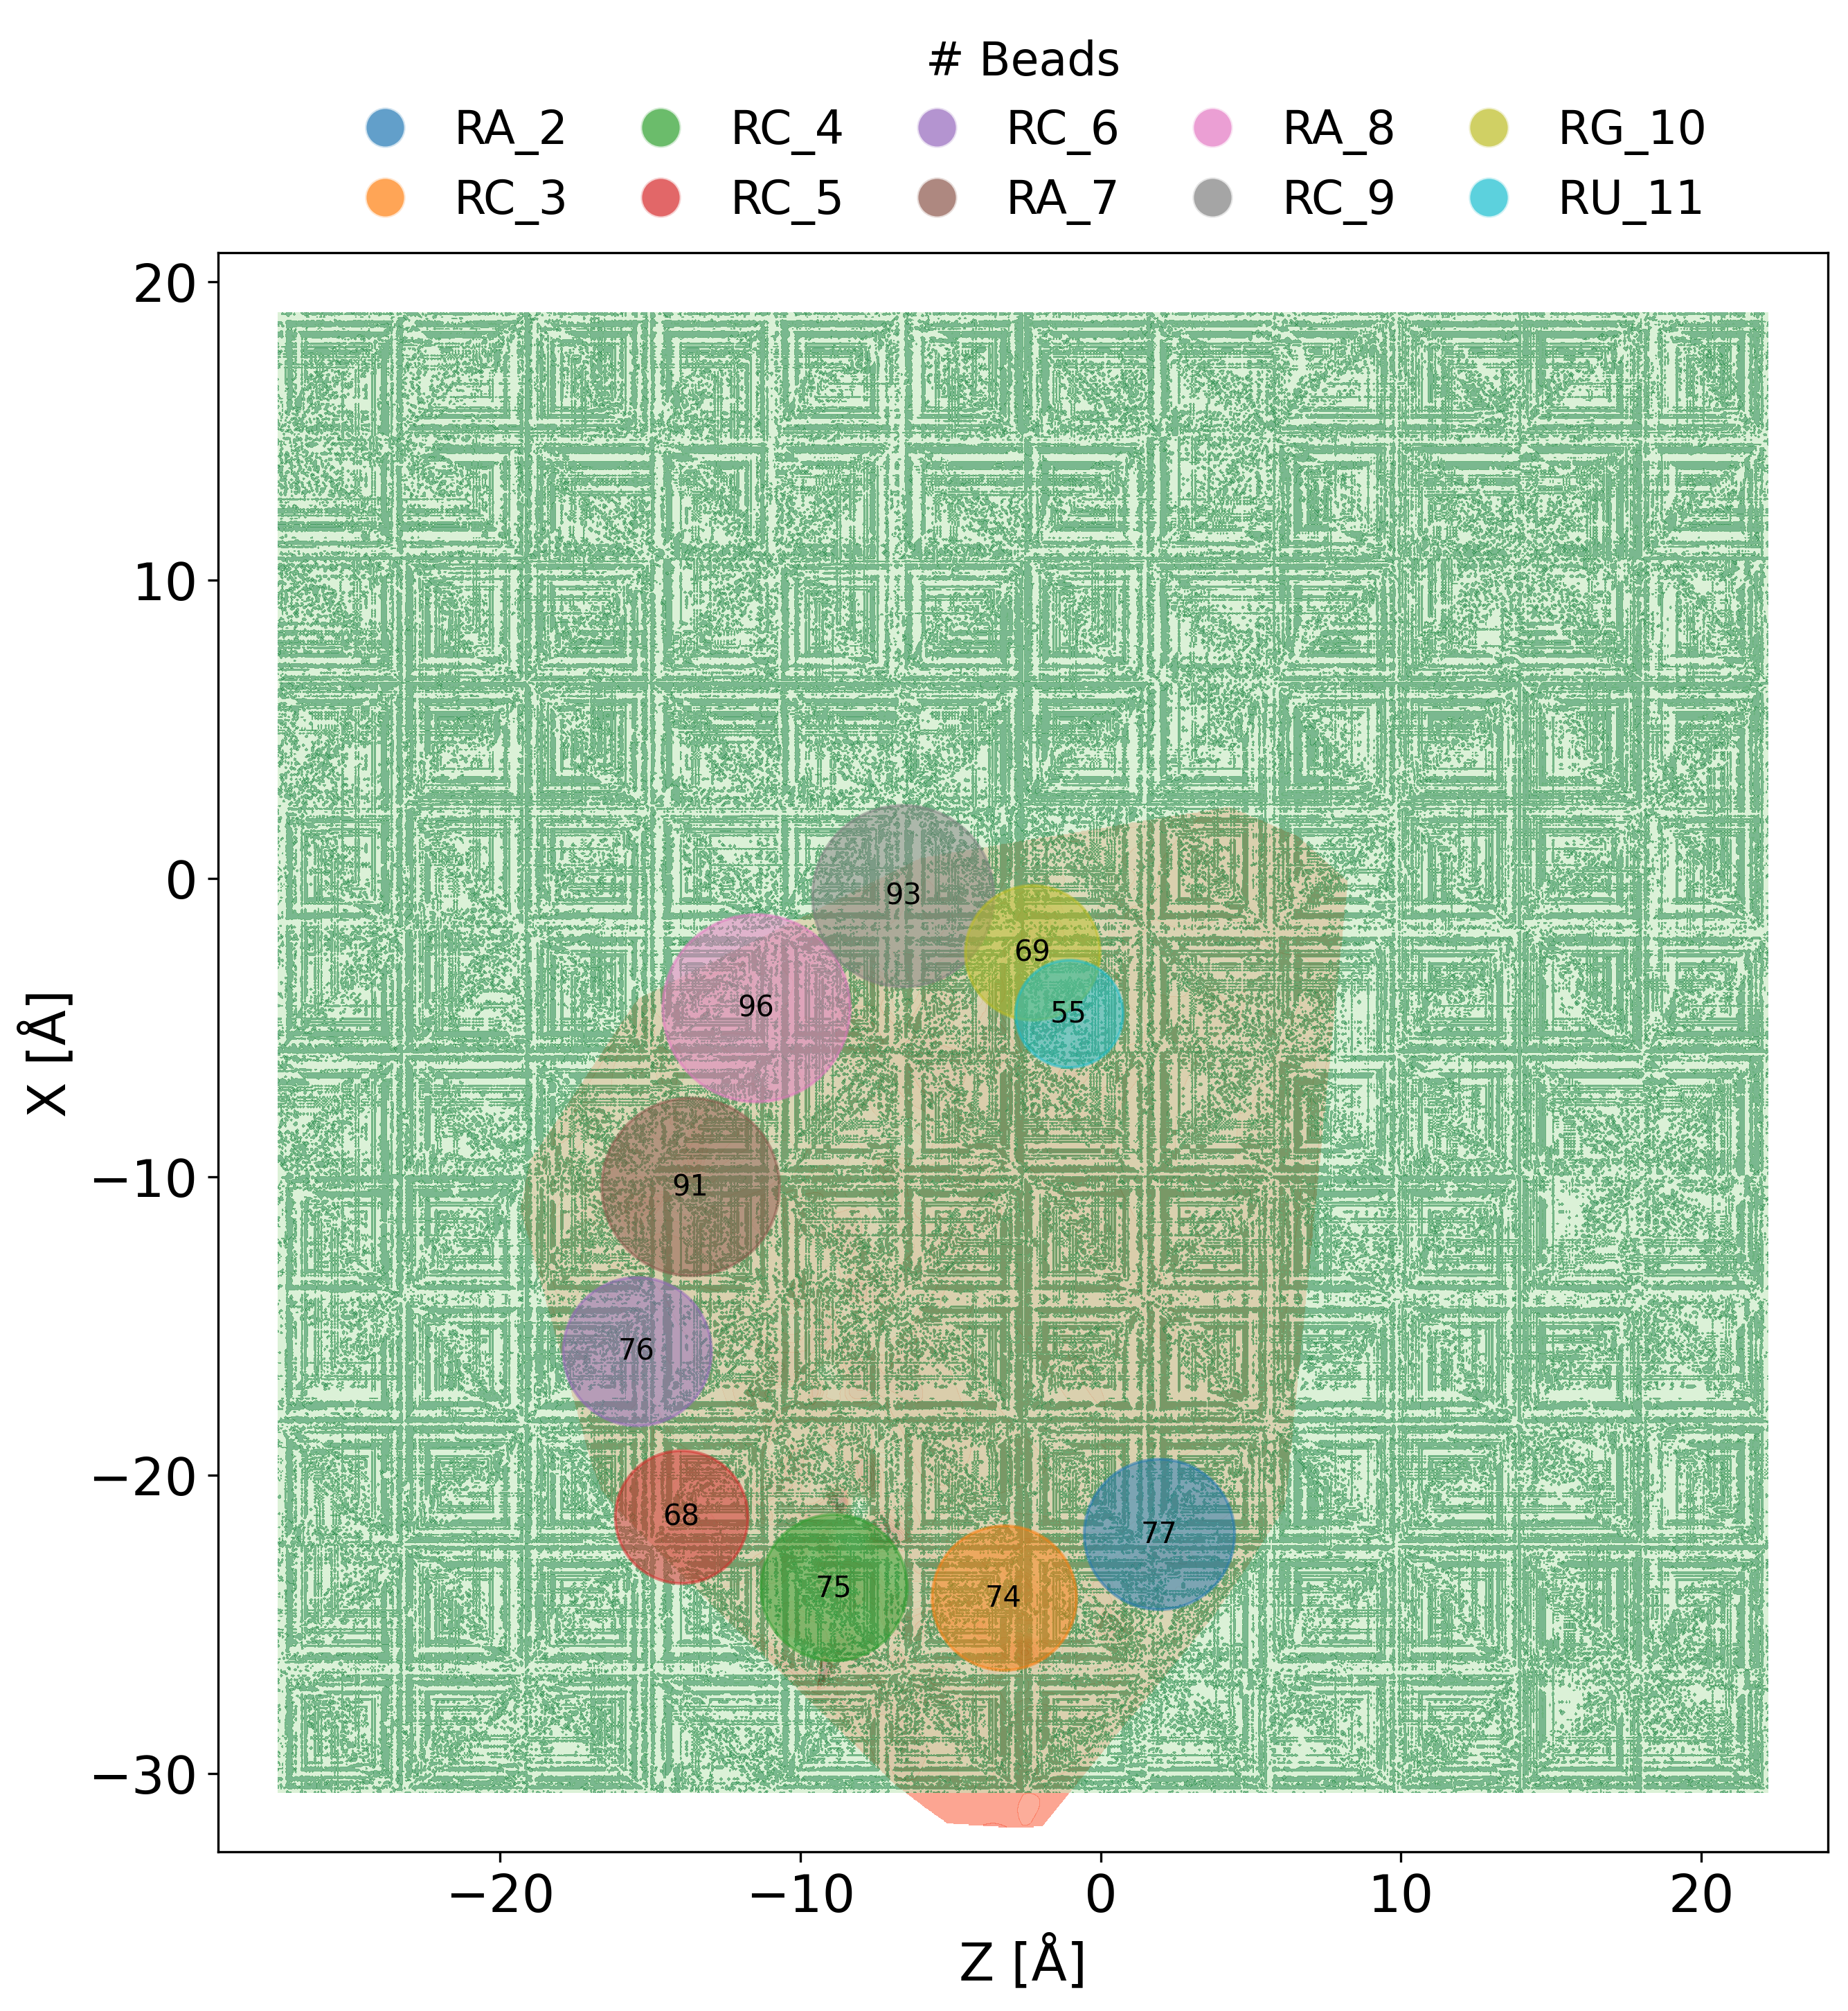 # Beads
RA_2 RC_4 RC_6 RA_8 RG_10
RC_3 RC_5 RA_7 RC_9 RU_11
20
10
0
−10
−20
−30
X [Å]
93
69
96
55
91
76
68
77
75
74
−20 −10 0 10 20
Z [Å]